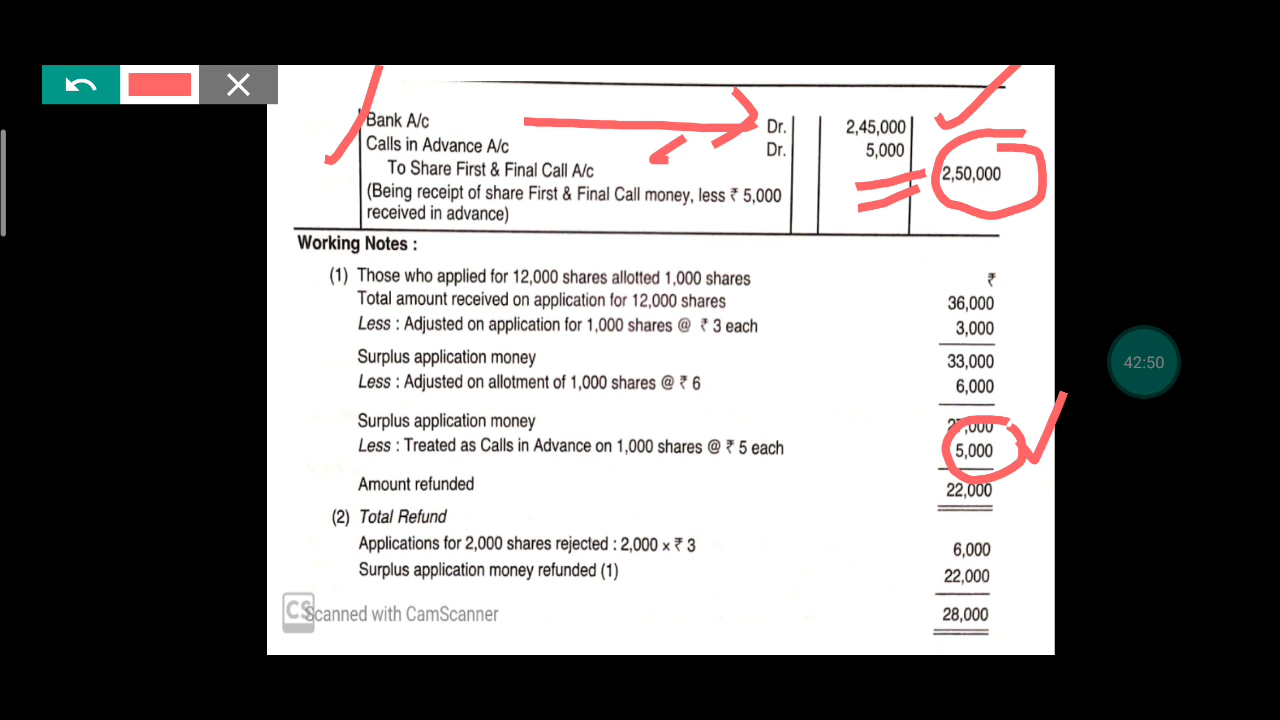 Bank A/c Dr. 2,45,000
Calls in Advance A/c Dr. 5,000
To Share First & Final Call A/c 2,50,000
(Being receipt of share First & Final Call money, less ₹ 5,000
received in advance)
Working Notes :
(1) Those who applied for 12,000 shares allotted 1,000 shares ₹
Total amount received on application for 12,000 shares 36,000
Less : Adjusted on application for 1,000 shares @ ₹ 3 each 3,000
Surplus application money 33,000
Less : Adjusted on allotment of 1,000 shares @ ₹ 6 6,000
Surplus application money 27,000
Less : Treated as Calls in Advance on 1,000 shares @ ₹ 5 each 5,000
Amount refunded 22,000
(2) Total Refund
Applications for 2,000 shares rejected : 2,000 × ₹ 3 6,000
Surplus application money refunded (1) 22,000
28,000
CS Scanned with CamScanner
42:50